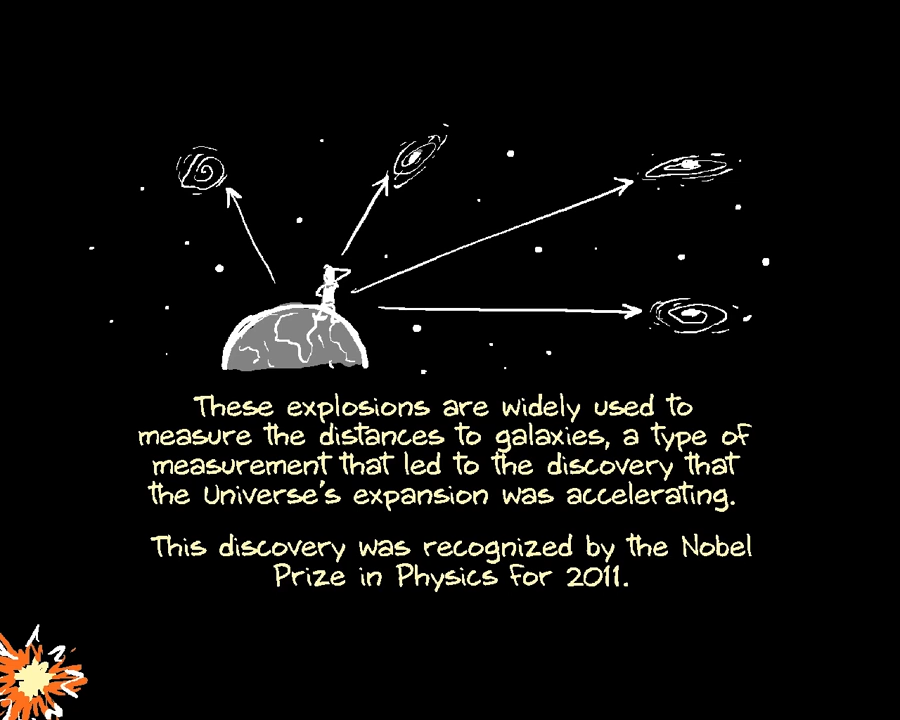 These explosions are widely used to
measure the distances to galaxies, a type of
measurement that led to the discovery that
the Universe's expansion was accelerating.
This discovery was recognized by the Nobel
Prize in Physics for 2011.